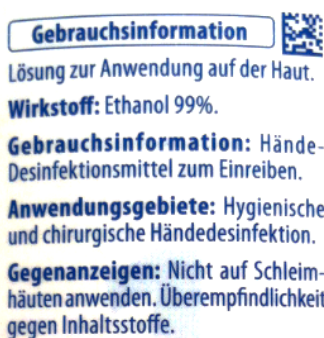 Gebrauchsinformation
Lösung zur Anwendung auf der Haut.
Wirkstoff: Ethanol 99%.
Gebrauchsinformation: Hände-
Desinfektionsmittel zum Einreiben.
Anwendungsgebiete: Hygienische
und chirurgische Händedesinfektion.
Gegenanzeigen: Nicht auf Schleim-
häuten anwenden. Überempfindlichkeit
gegen Inhaltsstoffe.